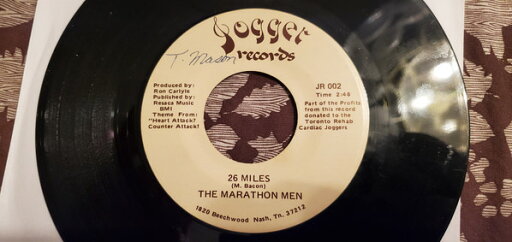 Jogger
records
T. Mason
Produced by:
Ron Carlyle
Published by:
Resaca Music
BMI
Theme From:
"Heart Attack?
Counter Attack!
JR 002
Time 2:48
Part of the Profits
from this record
donated to the
Toronto Rehab
Cardiac Joggers
26 MILES
(M. Bacon)
THE MARATHON MEN
1820 Beechwood Nash, Tn. 37212